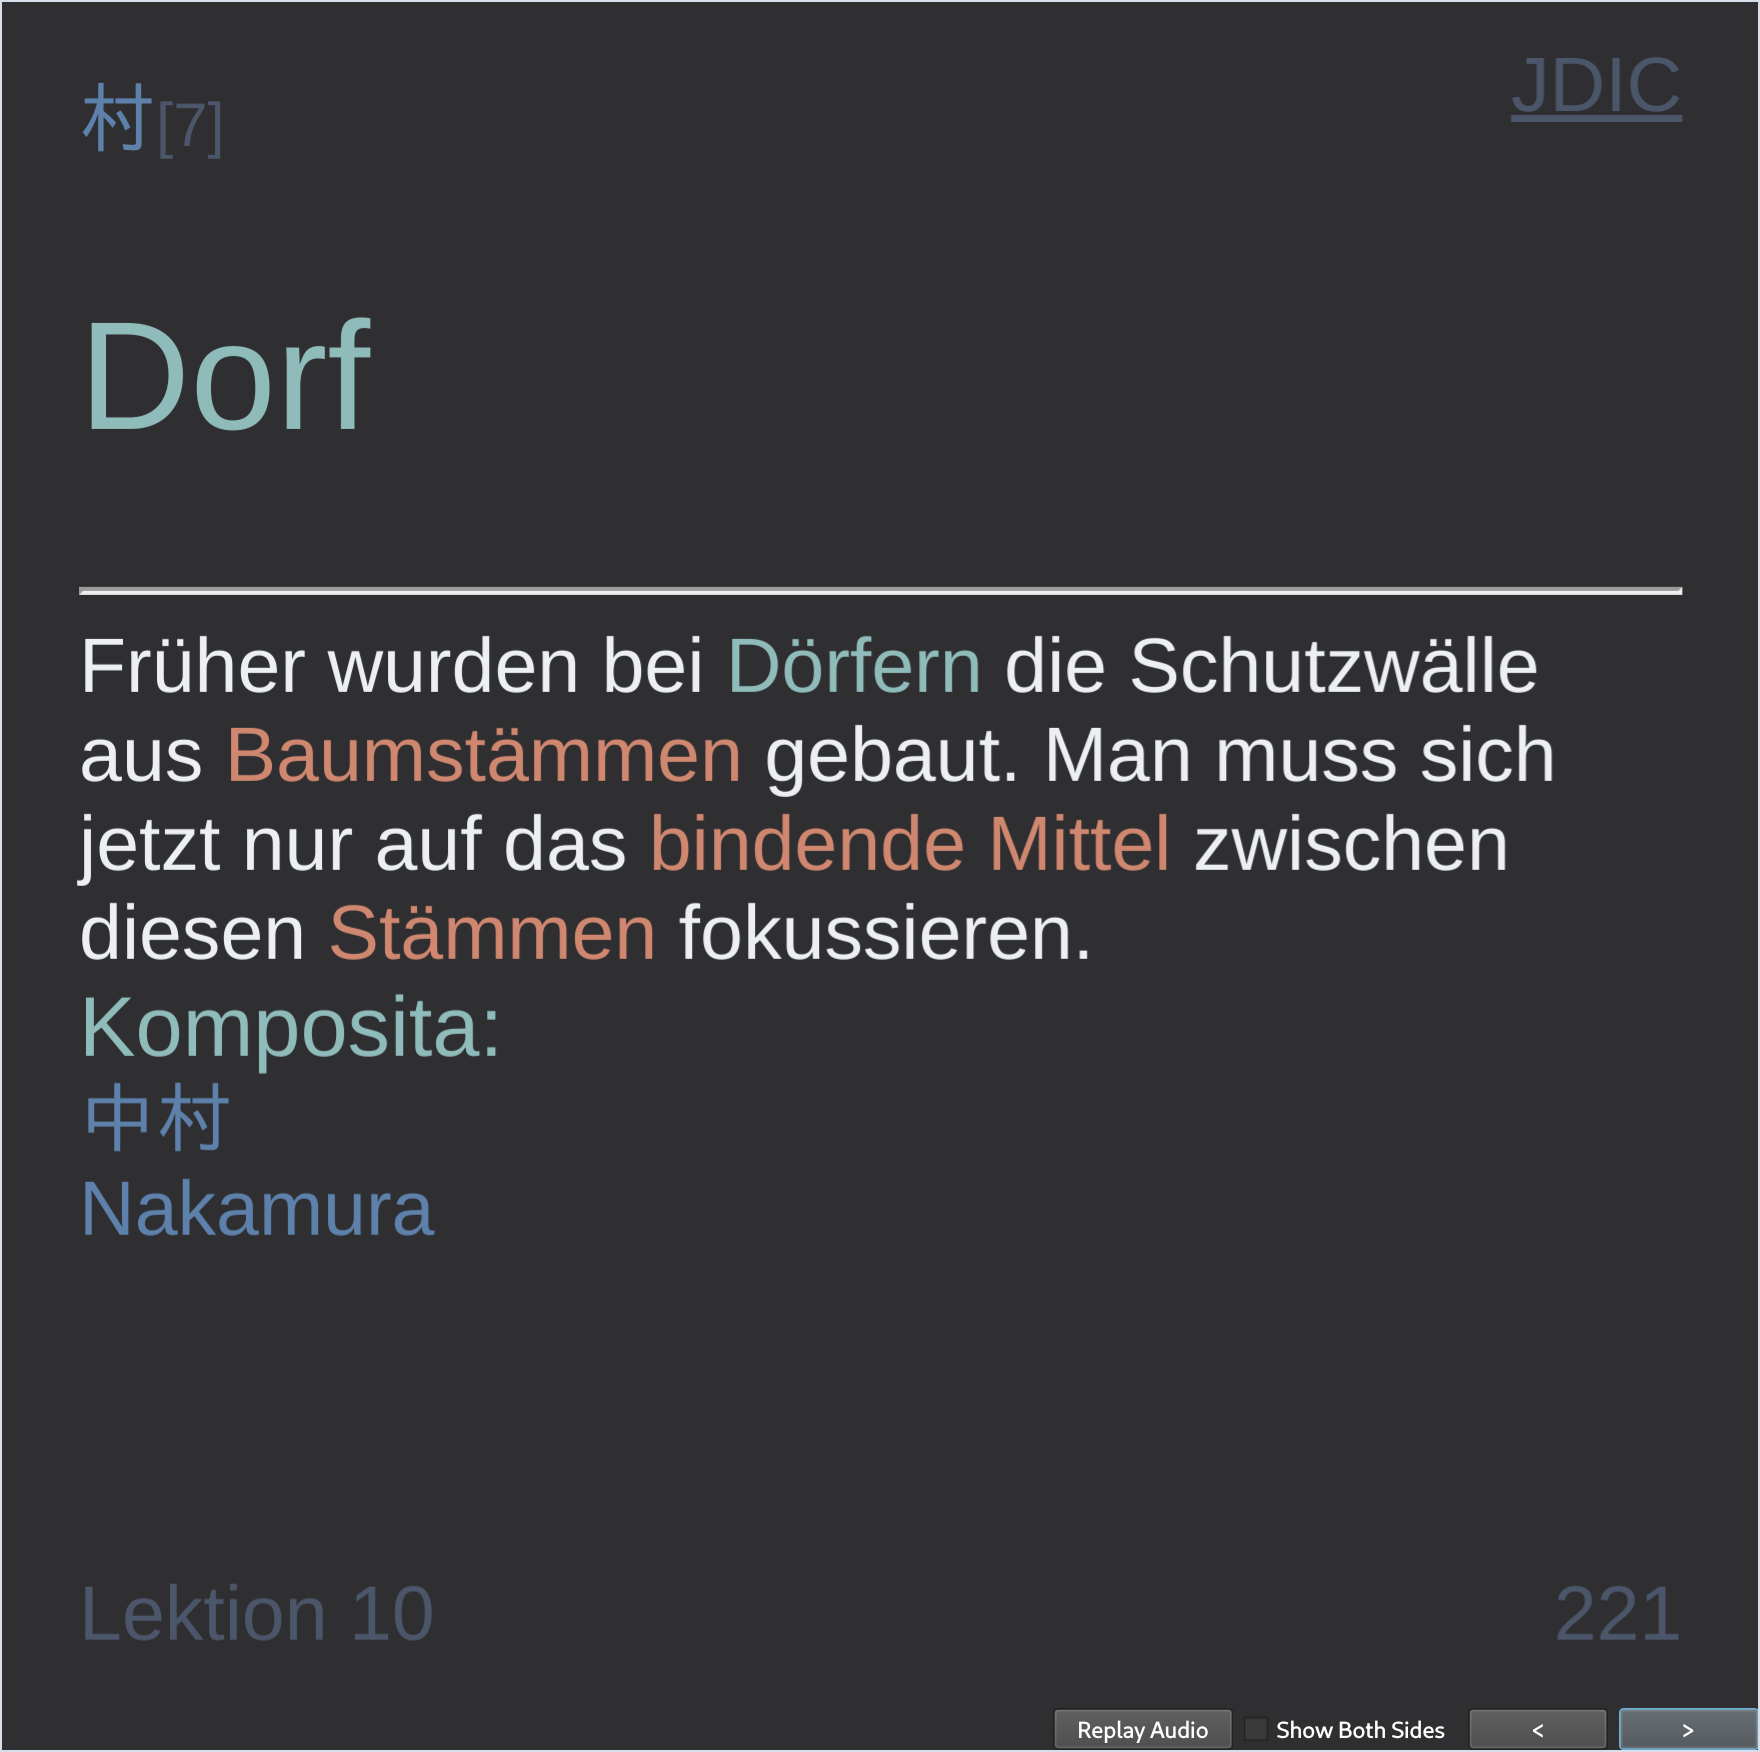 村[7]
JDIC
Dorf
Früher wurden bei Dörfern die Schutzwälle
aus Baumstämmen gebaut. Man muss sich
jetzt nur auf das bindende Mittel zwischen
diesen Stämmen fokussieren.
Komposita:
中村
Nakamura
Lektion 10
221
Replay Audio
Show Both Sides
<
>